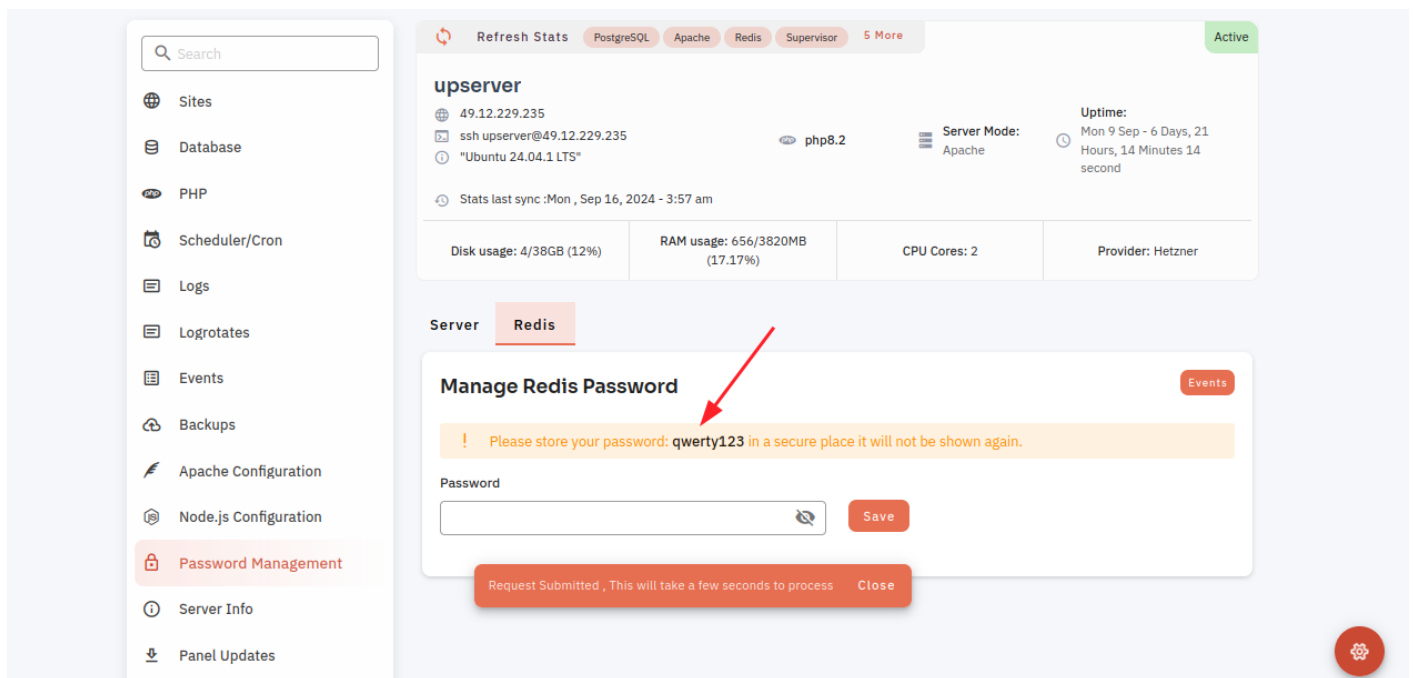 Search
Sites
Database
PHP
Scheduler/Cron
Logs
Logrotates
Events
Backups
Apache Configuration
Node.js Configuration
Password Management
Server Info
Panel Updates
Refresh Stats PostgreSQL Apache Redis Supervisor 5 More Active
upserver
49.12.229.235
ssh upserver@49.12.229.235
"Ubuntu 24.04.1 LTS"
php php8.2
Server Mode:
Apache
Uptime:
Mon 9 Sep - 6 Days, 21
Hours, 14 Minutes 14
second
Stats last sync :Mon , Sep 16, 2024 - 3:57 am
Disk usage: 4/38GB (12%)
RAM usage: 656/3820MB
(17.17%)
CPU Cores: 2
Provider: Hetzner
Server Redis
Manage Redis Password Events
! Please store your password: qwerty123 in a secure place it will not be shown again.
Password
Save
Request Submitted , This will take a few seconds to process Close